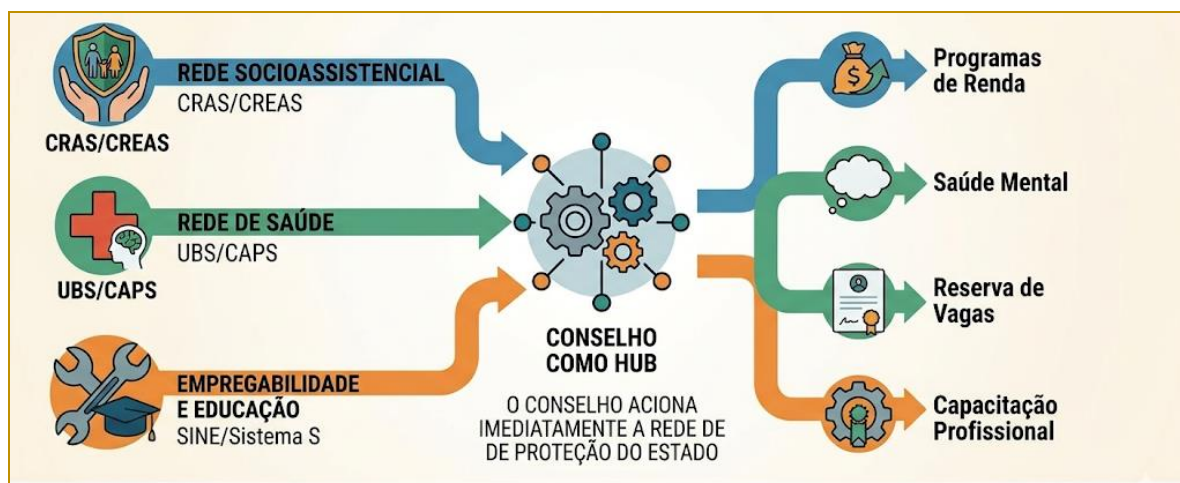 REDE SOCIOASSISTENCIAL
CRAS/CREAS
CRAS/CREAS
REDE DE SAÚDE
UBS/CAPS
UBS/CAPS
EMPREGABILIDADE
E EDUCAÇÃO
SINE/Sistema S
CONSELHO
COMO HUB
O CONSELHO ACIONA
IMEDIATAMENTE A REDE DE
DE PROTEÇÃO DO ESTADO
$
Programas
de Renda
Saúde Mental
Reserva de
Vagas
Capacitação
Profissional